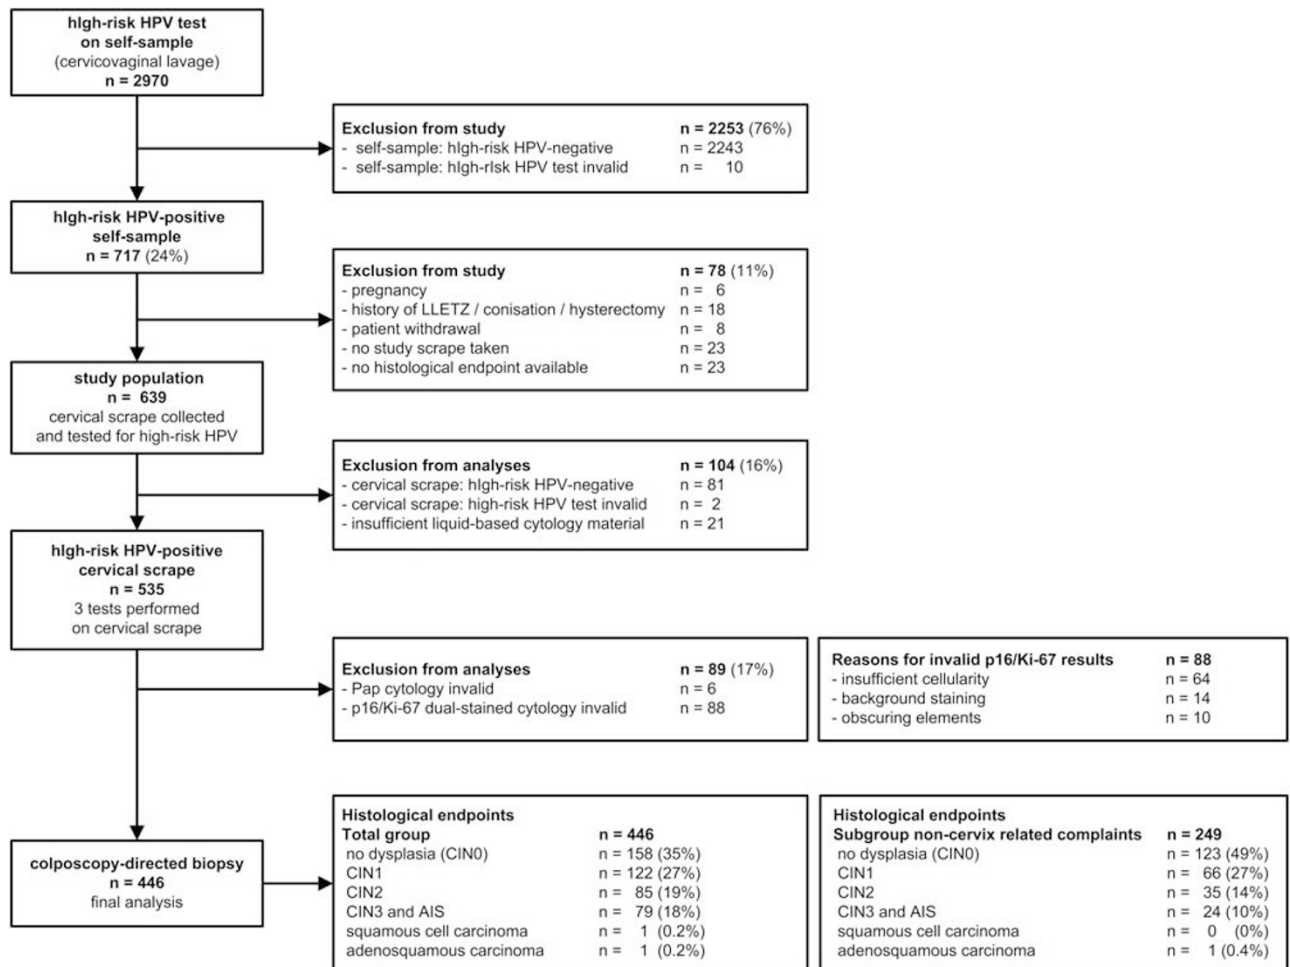 hIgh-risk HPV test
on self-sample
(cervicovaginal lavage)
n = 2970
Exclusion from study n = 2253 (76%)
- self-sample: hIgh-risk HPV-negative n = 2243
- self-sample: hIgh-rIsk HPV test invalid n = 10
hIgh-risk HPV-positive
self-sample
n = 717 (24%)
Exclusion from study n = 78 (11%)
- pregnancy n = 6
- history of LLETZ / conisation / hysterectomy n = 18
- patient withdrawal n = 8
- no study scrape taken n = 23
- no histological endpoint available n = 23
study population
n = 639
cervical scrape collected
and tested for high-risk HPV
Exclusion from analyses n = 104 (16%)
- cervical scrape: hIgh-risk HPV-negative n = 81
- cervical scrape: high-risk HPV test invalid n = 2
- insufficient liquid-based cytology material n = 21
hIgh-risk HPV-positive
cervical scrape
n = 535
3 tests performed
on cervical scrape
Exclusion from analyses n = 89 (17%)
- Pap cytology invalid n = 6
- p16/Ki-67 dual-stained cytology invalid n = 88
Reasons for invalid p16/Ki-67 results n = 88
- insufficient cellularity n = 64
- background staining n = 14
- obscuring elements n = 10
colposcopy-directed biopsy
n = 446
final analysis
Histological endpoints
Total group n = 446
no dysplasia (CIN0) n = 158 (35%)
CIN1 n = 122 (27%)
CIN2 n = 85 (19%)
CIN3 and AIS n = 79 (18%)
squamous cell carcinoma n = 1 (0.2%)
adenosquamous carcinoma n = 1 (0.2%)
Histological endpoints
Subgroup non-cervix related complaints n = 249
no dysplasia (CIN0) n = 123 (49%)
CIN1 n = 66 (27%)
CIN2 n = 35 (14%)
CIN3 and AIS n = 24 (10%)
squamous cell carcinoma n = 0 (0%)
adenosquamous carcinoma n = 1 (0.4%)